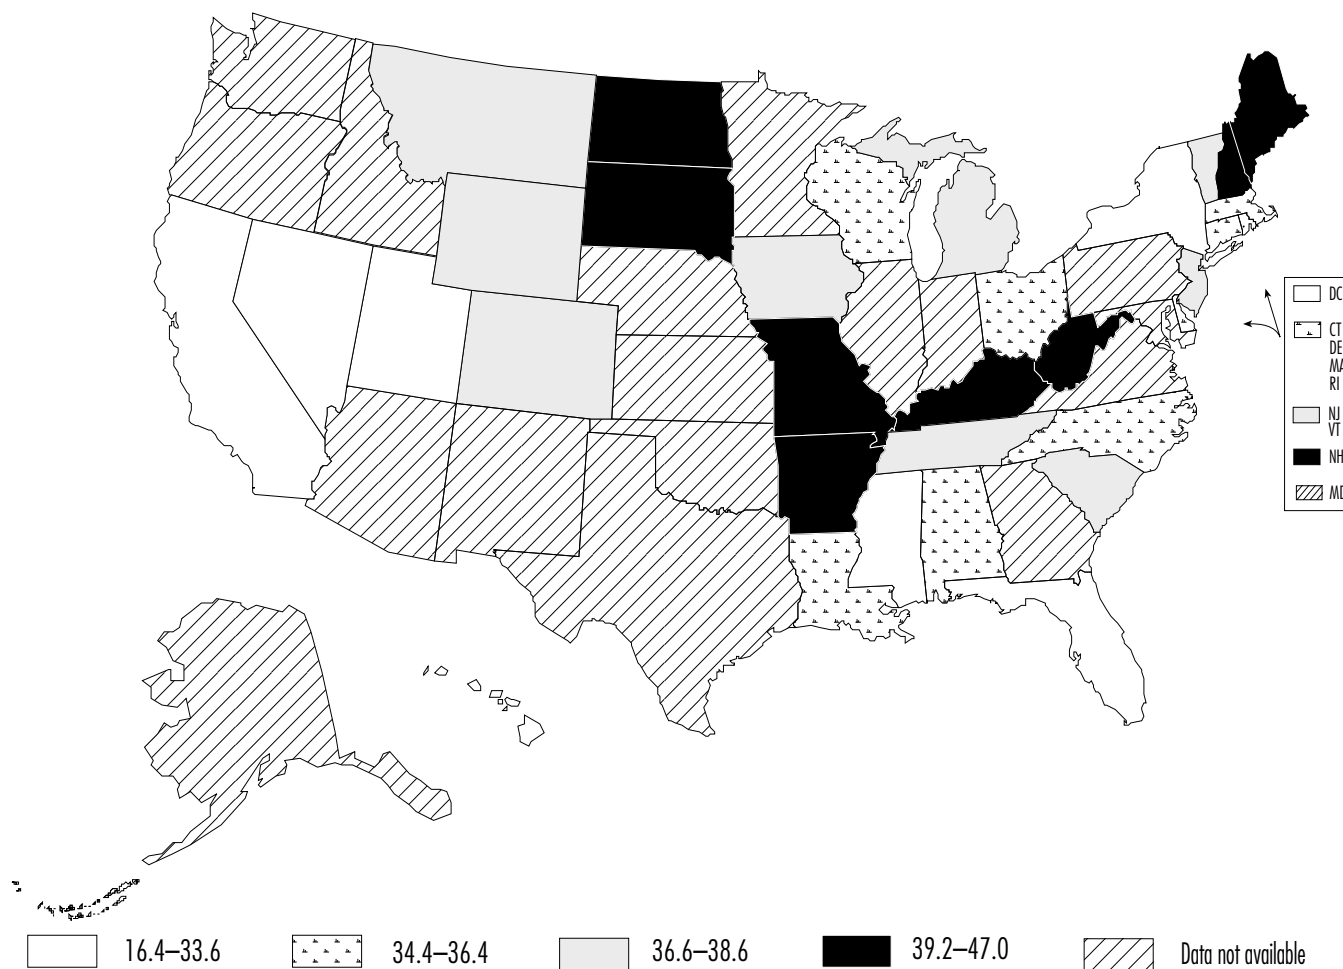 DC
CT
DE
MA
RI
NJ
VT
NH
MD
16.4–33.6
34.4–36.4
36.6–38.6
39.2–47.0
Data not available